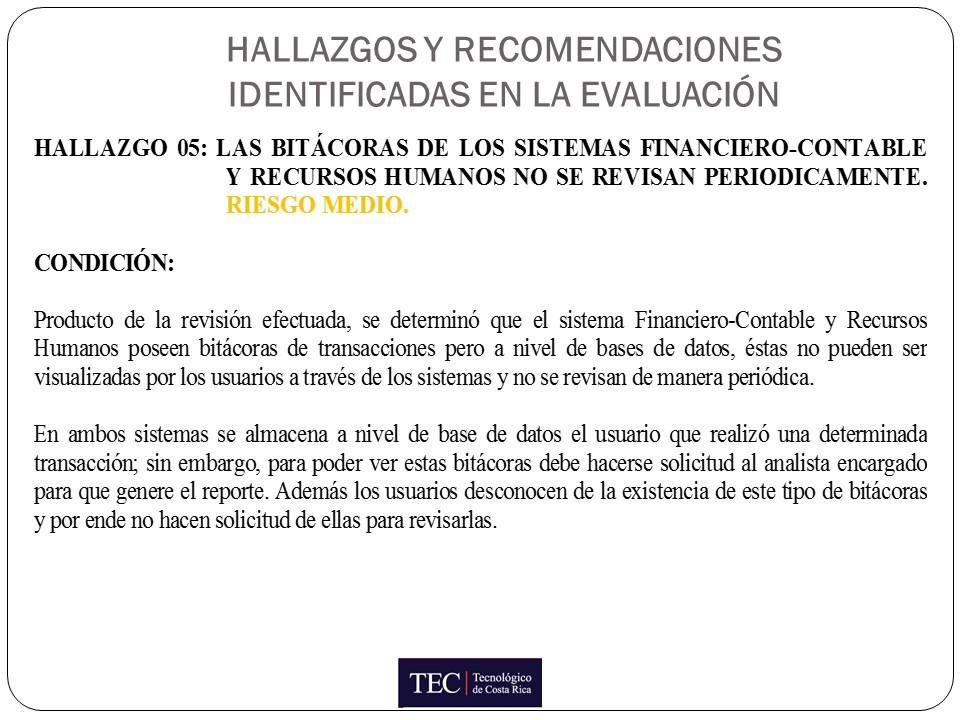 HALLAZGOS Y RECOMENDACIONES
IDENTIFICADAS EN LA EVALUACIÓN
HALLAZGO 05: LAS BITÁCORAS DE LOS SISTEMAS FINANCIERO-CONTABLE
Y RECURSOS HUMANOS NO SE REVISAN PERIODICAMENTE.
RIESGO MEDIO.
CONDICIÓN:
Producto de la revisión efectuada, se determinó que el sistema Financiero-Contable y Recursos
Humanos poseen bitácoras de transacciones pero a nivel de bases de datos, éstas no pueden ser
visualizadas por los usuarios a través de los sistemas y no se revisan de manera periódica.
En ambos sistemas se almacena a nivel de base de datos el usuario que realizó una determinada
transacción; sin embargo, para poder ver estas bitácoras debe hacerse solicitud al analista encargado
para que genere el reporte. Además los usuarios desconocen de la existencia de este tipo de bitácoras
y por ende no hacen solicitud de ellas para revisarlas.
TEC | Tecnológico
de Costa Rica